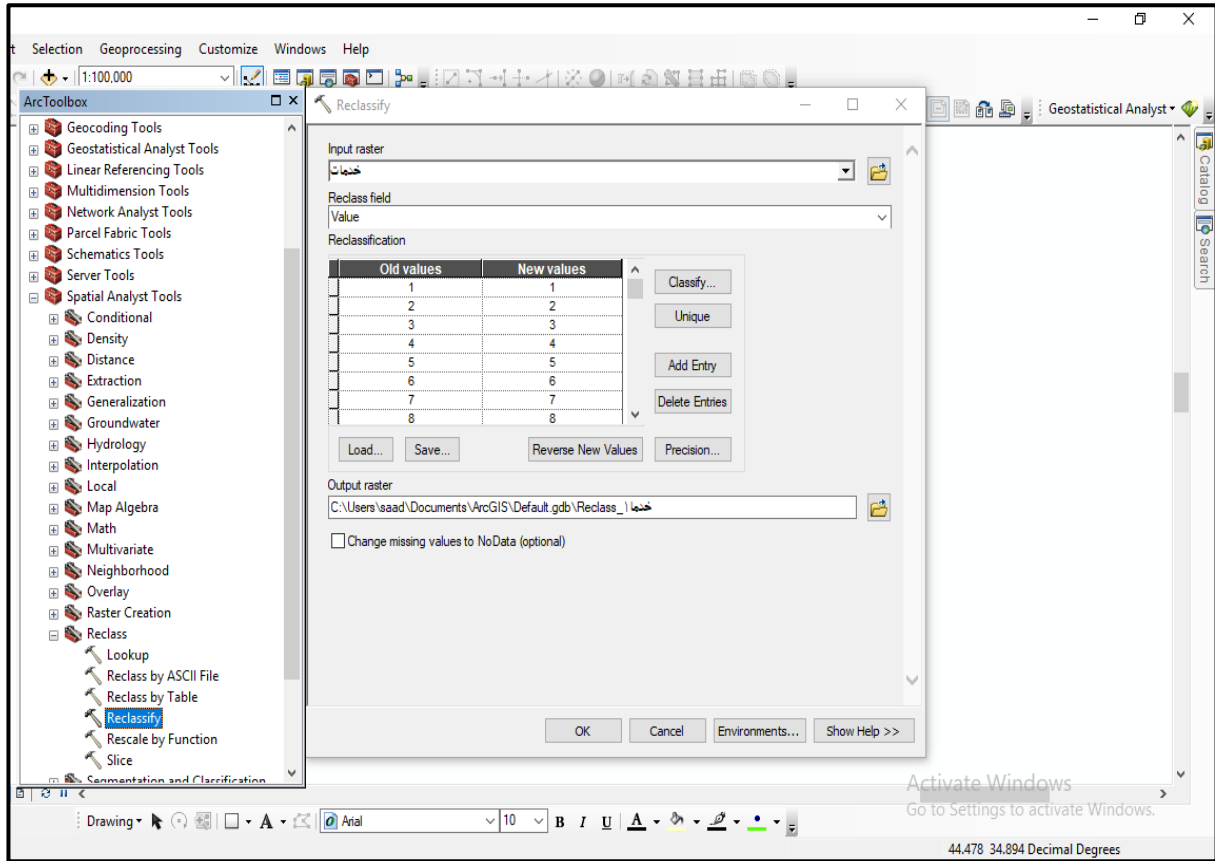 t Selection Geoprocessing Customize Windows Help
1:100,000
ArcToolbox
Geocoding Tools
Geostatistical Analyst Tools
Linear Referencing Tools
Multidimension Tools
Network Analyst Tools
Parcel Fabric Tools
Schematics Tools
Server Tools
Spatial Analyst Tools
Conditional
Density
Distance
Extraction
Generalization
Groundwater
Hydrology
Interpolation
Local
Map Algebra
Math
Multivariate
Neighborhood
Overlay
Raster Creation
Reclass
Lookup
Reclass by ASCII File
Reclass by Table
Reclassify
Rescale by Function
Slice
Segmentation and Classification
Reclassify
Input raster
خدمات
Reclass field
Value
Reclassification
Old values New values
1 1
2 2
3 3
4 4
5 5
6 6
7 7
8 8
Classify...
Unique
Add Entry
Delete Entries
Load... Save... Reverse New Values Precision...
Output raster
C:\Users\saad\Documents\ArcGIS\Default.gdb\Reclass_خدما١
Change missing values to NoData (optional)
OK Cancel Environments... Show Help >>
Geostatistical Analyst
Catalog
Search
Activate Windows
Go to Settings to activate Windows.
Drawing A Arial 10 B I U A
44.478 34.894 Decimal Degrees